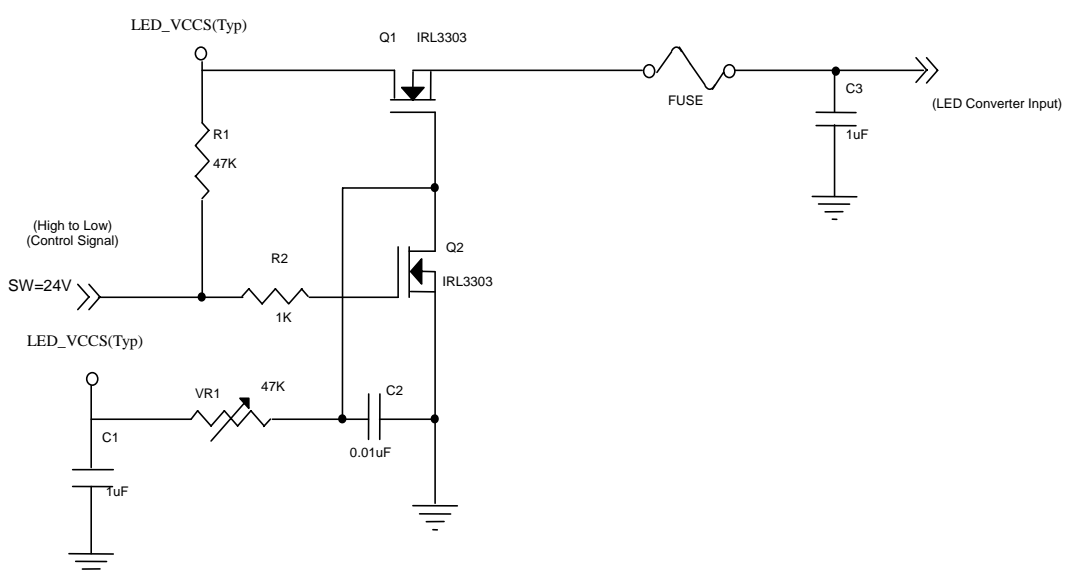 LED_VCCS(Typ)
Q1 IRL3303
FUSE
C3
(LED Converter Input)
1uF
R1
47K
(High to Low)
(Control Signal)
Q2
R2
IRL3303
SW=24V
1K
LED_VCCS(Typ)
VR1
47K
C2
C1
0.01uF
1uF